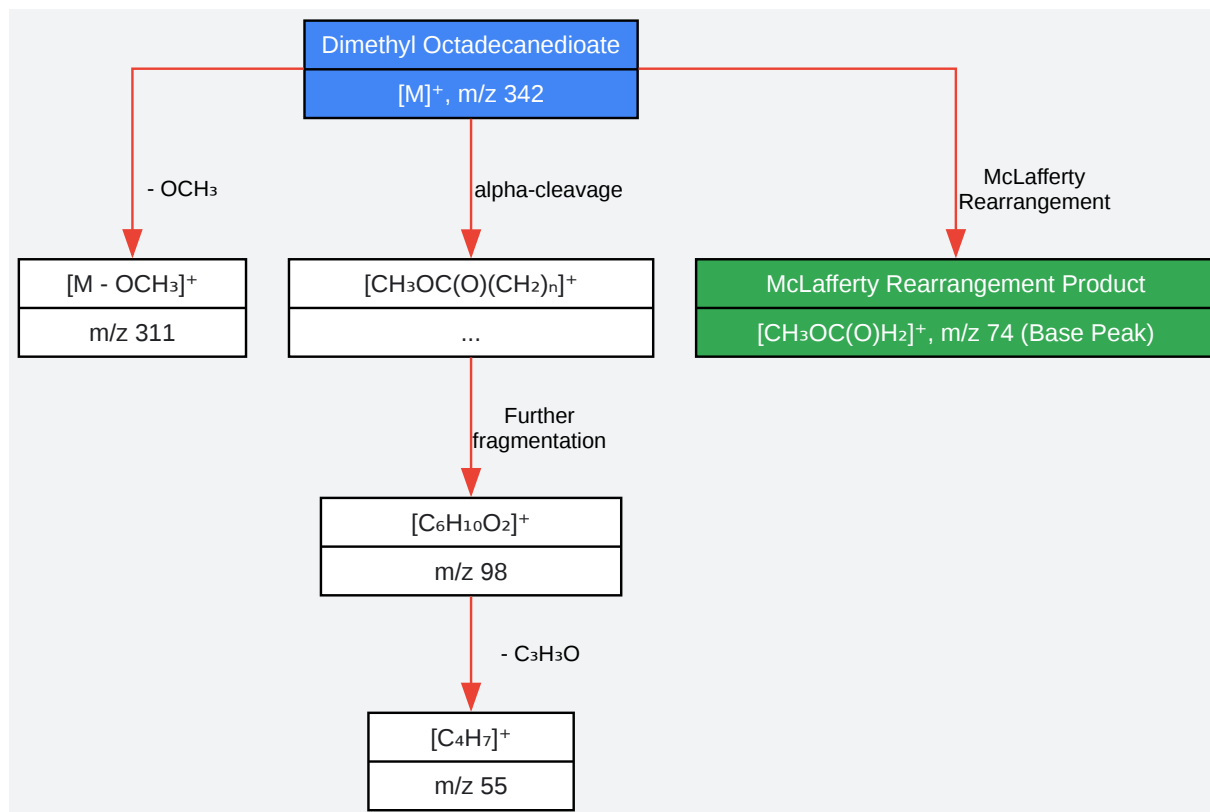 Dimethyl Octadecanedioate
[M]⁺, m/z 342
- OCH₃
alpha-cleavage
McLafferty
Rearrangement
[M - OCH₃]⁺
m/z 311
[CH₃OC(O)(CH₂)ₙ]⁺
...
McLafferty Rearrangement Product
[CH₃OC(O)H₂]⁺, m/z 74 (Base Peak)
Further
fragmentation
[C₆H₁₀O₂]⁺
m/z 98
- C₃H₃O
[C₄H₇]⁺
m/z 55